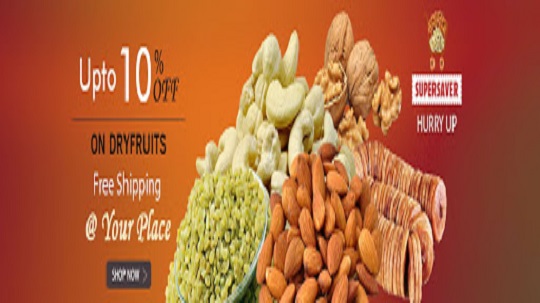 Upto 10% OFF
ON DRYFRUITS
Free Shipping
@ Your Place
SHOP NOW >
SUPERSAVER
HURRY UP